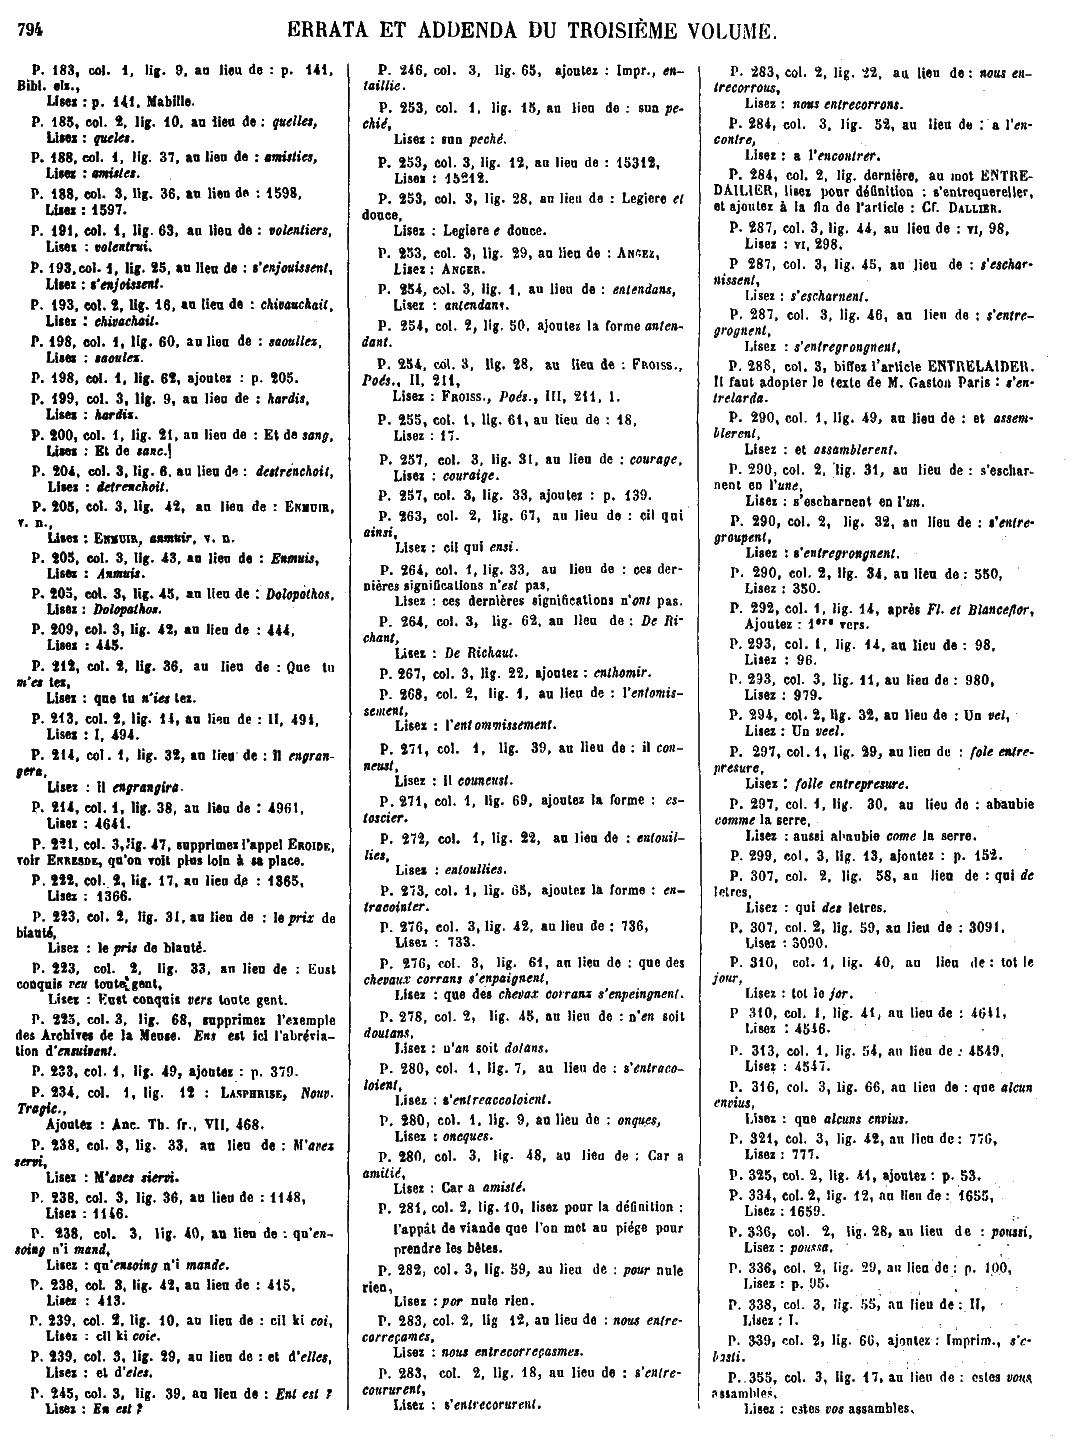 794
ERRATA ET ADDENDA DU TROISIÈME VOLUME.
P. 183, col. 1, lig. 9, au lieu de : p. 141,
Bibl. elz.,
Lisez : p. 141, Mabille.
P. 185, col. 2, lig. 10, au lieu de : quelles,
Lisez : queles.
P. 188, col. 1, lig. 37, au lieu de : amisties,
Lisez : amistes.
P. 188, col. 3, lig. 36, au lieu de : 1598,
Lisez : 1597.
P. 191, col. 1, lig. 63, au lieu de : volentiers,
Lisez : volentrui.
P. 193, col. 1, lig. 25, au lieu de : s'enjouissent,
Lisez : s'enjoissent.
P. 193, col. 2, lig. 16, au lieu de : chivauchait,
Lisez : chivachait.
P. 198, col. 1, lig. 60, au lieu de : saoullez,
Lisez : saoulez.
P. 198, col. 1, lig. 62, ajoutez : p. 205.
P. 199, col. 3, lig. 9, au lieu de : hardis,
Lisez : hardix.
P. 200, col. 1, lig. 21, au lieu de : Et de sang,
Lisez : Et de sanc.
P. 204, col. 3, lig. 6, au lieu de : destrenchoit,
Lisez : detrenchoit.
P. 205, col. 3, lig. 42, au lieu de : ENMUIR,
v. n.,
Lisez : ENMUIR, anmuir, v. n.
P. 205, col. 3, lig. 43, au lieu de : Enmuis,
Lisez : Anmuis.
P. 205, col. 3, lig. 45, au lieu de : Dolopothos,
Lisez : Dolopathos.
P. 209, col. 3, lig. 42, au lieu de : 444,
Lisez : 445.
P. 212, col. 2, lig. 36, au lieu de : Que tu
m'es tez,
Lisez : que tu n'ies tez.
P. 213, col. 2, lig. 14, au lieu de : II, 494,
Lisez : I, 494.
P. 214, col. 1, lig. 32, au lieu de : Il engran-
gera,
Lisez : il engrangira.
P. 214, col. 1, lig. 38, au lieu de : 4961,
Lisez : 4641.
P. 221, col. 3, lig. 47, supprimez l'appel EROIDE,
voir ENRESDE, qu'on voit plus loin à sa place.
P. 222, col. 2, lig. 17, au lieu de : 1365,
Lisez : 1366.
P. 223, col. 2, lig. 31, au lieu de : le prix de
biauté,
Lisez : le pris de biauté.
P. 223, col. 2, lig. 33, au lieu de : Eust
conquis reu toute gent,
Lisez : Eust conquis vers toute gent.
P. 225, col. 3, lig. 68, supprimez l'exemple
des Archives de la Meuse. Ens est ici l'abrévia-
tion d'ensuivant.
P. 233, col. 1, lig. 49, ajoutez : p. 379.
P. 234, col. 1, lig. 12 : LASPHRISE, Nouv.
Tragic.,
Ajoutez : Anc. Th. fr., VII, 468.
P. 238, col. 3, lig. 33, au lieu de : M'avez
servi,
Lisez : M'aves siervi.
P. 238, col. 3, lig. 36, au lieu de : 1148,
Lisez : 1146.
P. 238, col. 3, lig. 40, au lieu de : qu'en-
soing n'i mand,
Lisez : qu'ensoing n'i mande.
P. 238, col. 3, lig. 42, au lieu de : 415,
Lisez : 413.
P. 239, col. 2, lig. 10, au lieu de : cil ki coi,
Lisez : cil ki coie.
P. 239, col. 3, lig. 29, au lieu de : et d'elles,
Lisez : et d'eles.
P. 245, col. 3, lig. 39, au lieu de : Ent est ?
Lisez : En est ?
P. 246, col. 3, lig. 65, ajoutez : Impr., en-
taillie.
P. 253, col. 1, lig. 15, au lieu de : sun pe-
chié,
Lisez : sun peché.
P. 253, col. 3, lig. 12, au lieu de : 15312,
Lisez : 15212.
P. 253, col. 3, lig. 28, au lieu de : Legiere et
douce,
Lisez : Legiere e douce.
P. 253, col. 3, lig. 29, au lieu de : ANGEZ,
Lisez : ANGER.
P. 254, col. 3, lig. 1, au lieu de : entendans,
Lisez : antendans.
P. 254, col. 2, lig. 50, ajoutez la forme anten-
dant.
P. 254, col. 3, lig. 28, au lieu de : FROISS.,
Poés., II, 211,
Lisez : FROISS., Poés., III, 211, 1.
P. 255, col. 1, lig. 61, au lieu de : 18,
Lisez : 17.
P. 257, col. 3, lig. 31, au lieu de : courage,
Lisez : couraige.
P. 257, col. 3, lig. 33, ajoutez : p. 139.
P. 263, col. 2, lig. 67, au lieu de : cil qui
ainsi,
Lisez : cil qui ensi.
P. 264, col. 1, lig. 33, au lieu de : ces der-
nières significations n'est pas,
Lisez : ces dernières significations n'ont pas.
P. 264, col. 3, lig. 62, au lieu de : De Ri-
chant,
Lisez : De Richaut.
P. 267, col. 3, lig. 22, ajoutez : enthomir.
P. 268, col. 2, lig. 1, au lieu de : l'entomis-
sement,
Lisez : l'entommissement.
P. 271, col. 1, lig. 39, au lieu de : il con-
neust,
Lisez : il couneust.
P. 271, col. 1, lig. 69, ajoutez la forme : es-
toscier.
P. 272, col. 1, lig. 22, au lieu de : entouil-
lies,
Lisez : entoullies.
P. 273, col. 1, lig. 65, ajoutez la forme : en-
tracointer.
P. 276, col. 3, lig. 42, au lieu de : 736,
Lisez : 733.
P. 276, col. 3, lig. 61, au lieu de : que des
chevaux corrans s'enpaignent,
Lisez : que des chevax corranz s'enpeingnent.
P. 278, col. 2, lig. 45, au lieu de : n'en soit
doutans,
Lisez : n'an soit dotans.
P. 280, col. 1, lig. 7, au lieu de : s'entraco-
loient,
Lisez : s'entreaccoloient.
P. 280, col. 1, lig. 9, au lieu de : onques,
Lisez : oncques.
P. 280, col. 3, lig. 48, au lieu de : Car a
amitié,
Lisez : Car a amisté.
P. 281, col. 2, lig. 10, lisez pour la définition :
l'appât de viande que l'on met au piége pour
prendre les bêtes.
P. 282, col. 3, lig. 59, au lieu de : pour nule
rien,
Lisez : por nule rien.
P. 283, col. 2, lig 12, au lieu de : nous entre-
correçames,
Lisez : nous entrecorreçasmes.
P. 283, col. 2, lig. 18, au lieu de : s'entre-
coururent,
Lisez : s'entrecorurent.
P. 283, col. 2, lig. 22, au lieu de : nous en-
trecorrous,
Lisez : nous entrecorrons.
P. 284, col. 3, lig. 52, au lieu de : a l'en-
contre,
Lisez : a l'encontrer.
P. 284, col. 2, lig. dernière, au mot ENTRE-
DAILIER, lisez pour définition : s'entrequereller,
et ajoutez à la fin de l'article : Cf. DALLIER.
P. 287, col. 3, lig. 44, au lieu de : VI, 98,
Lisez : VI, 298.
P 287, col. 3, lig. 45, au lieu de : s'eschar-
nissent,
Lisez : s'escharnent.
P. 287, col. 3, lig. 46, au lieu de : s'entre-
grognent,
Lisez : s'entregrongnent,
P. 288, col. 3, biffez l'article ENTRELAIDER.
Il faut adopter le texte de M. Gaston Paris : s'en-
trelarda.
P. 290, col. 1, lig. 49, au lieu de : et assem-
blerent,
Lisez : et assamblerent.
P. 290, col. 2, lig. 31, au lieu de : s'eschar-
nent en l'une,
Lisez : s'escharnent en l'un.
P. 290, col. 2, lig. 32, au lieu de : s'entre-
groupent,
Lisez : s'entregrongnent.
P. 290, col. 2, lig. 34, au lieu de : 550,
Lisez : 350.
P. 292, col. 1, lig. 14, après Fl. et Blanceflor,
Ajoutez : 1ere vers.
P. 293, col. 1, lig. 14, au lieu de : 98,
Lisez : 96.
P. 293, col. 3, lig. 11, au lieu de : 980,
Lisez : 979.
P. 294, col. 2, lig. 32, au lieu de : Un vel,
Lisez : Un veel.
P. 297, col. 1, lig. 29, au lieu de : fole entre-
presure,
Lisez : folle entrepresure.
P. 297, col. 1, lig. 30, au lieu de : abaubie
comme la serre,
Lisez : aussi abaubie come la serre.
P. 299, col. 3, lig. 13, ajoutez : p. 152.
P. 307, col. 2, lig. 58, au lieu de : qui de
letres,
Lisez : qui des letres.
P. 307, col. 2, lig. 59, au lieu de : 3091,
Lisez : 3090.
P. 310, col. 1, lig. 40, au lieu de : tot le
jour,
Lisez : tot le jor.
P 310, col. 1, lig. 41, au lieu de : 4641,
Lisez : 4546.
P. 313, col. 1, lig. 54, au lieu de : 4549,
Lisez : 4547.
P. 316, col. 3, lig. 66, au lieu de : que alcun
envius,
Lisez : que alcuns envius.
P. 321, col. 3, lig. 42, au lieu de : 776,
Lisez : 777.
P. 325, col. 2, lig. 41, ajoutez : p. 53.
P. 334, col. 2, lig. 12, au lieu de : 1655,
Lisez : 1659.
P. 336, col. 2, lig. 28, au lieu de : poussi,
Lisez : poussa.
P. 336, col. 2, lig. 29, au lieu de : p. 100,
Lisez : p. 95.
P. 338, col. 3, lig. 55, au lieu de : II,
Lisez : I.
P. 339, col. 2, lig. 66, ajoutez : Imprim., s'e-
basti.
P. 355, col. 3, lig. 17, au lieu de : estes vous
assambles,
Lisez : estes vos assambles.